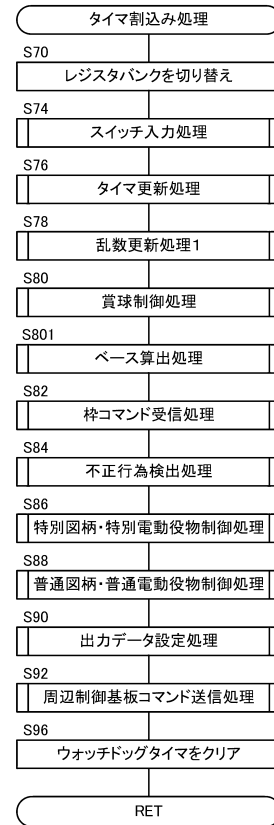 タイマ割込み処理
S70
レジスタバンクを切り替え
S74
スイッチ入力処理
S76
タイマ更新処理
S78
乱数更新処理1
S80
賞球制御処理
S801
ベース算出処理
S82
枠コマンド受信処理
S84
不正行為検出処理
S86
特別図柄・特別電動役物制御処理
S88
普通図柄・普通電動役物制御処理
S90
出力データ設定処理
S92
周辺制御基板コマンド送信処理
S96
ウォッチドッグタイマをクリア
RET